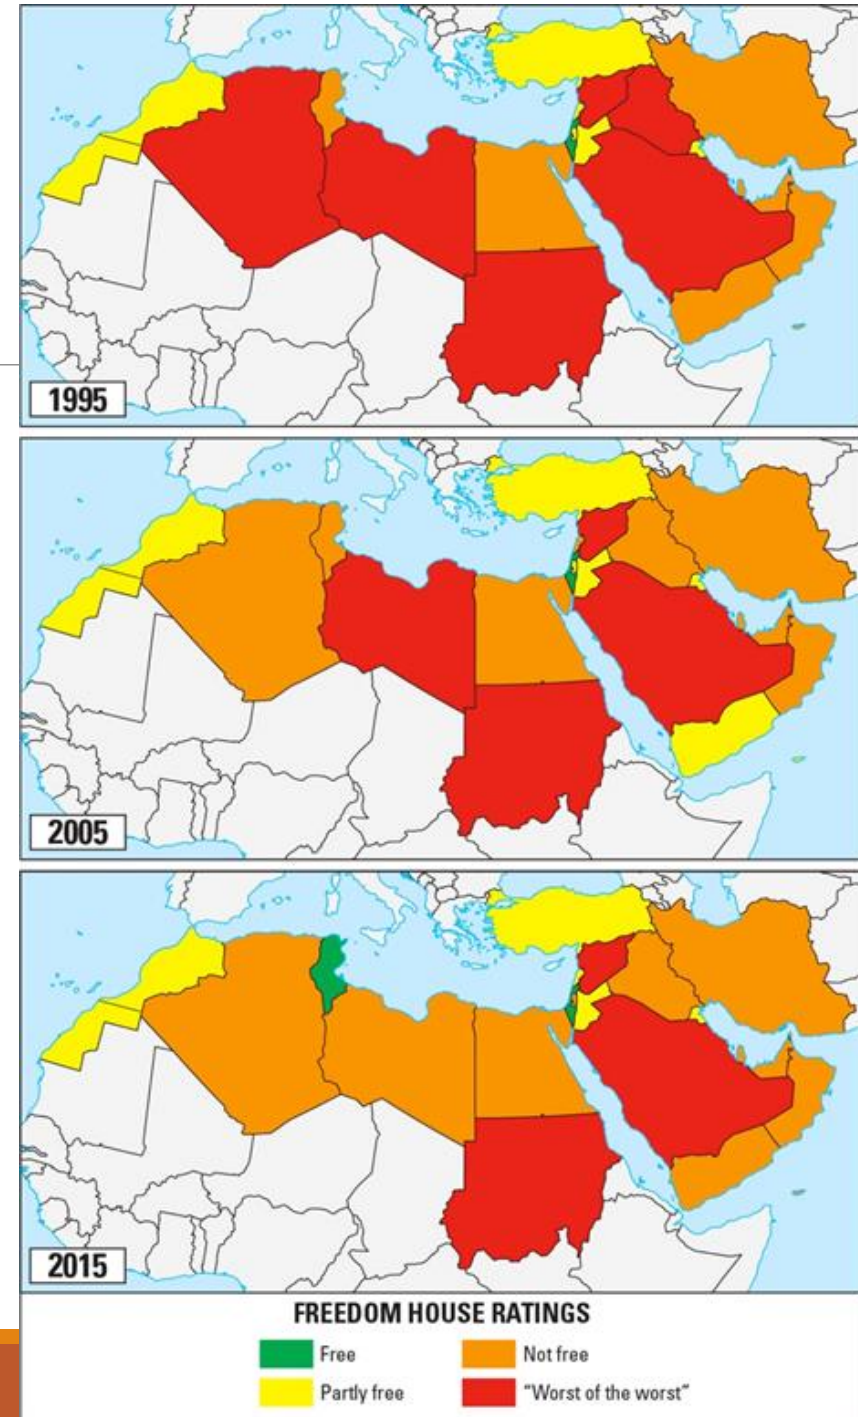 1995
2005
2015
FREEDOM HOUSE RATINGS
Free
Not free
Partly free
"Worst of the worst"